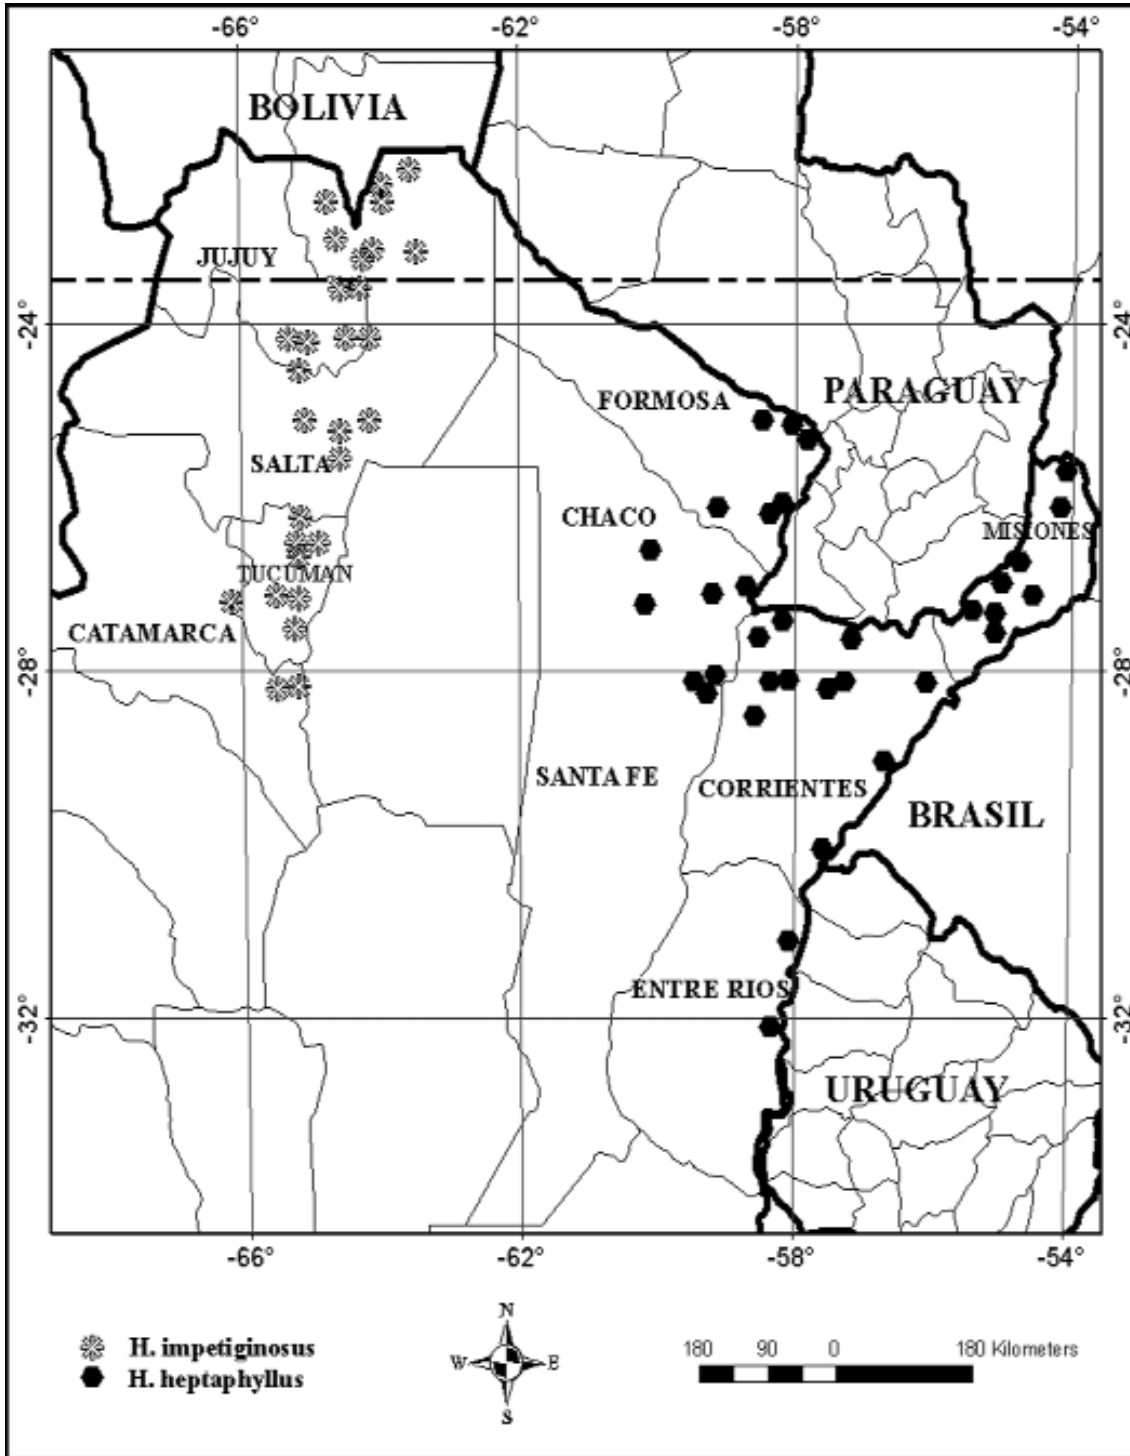 -66° -62° -58° -54°
BOLIVIA
JUJUY
-24° -24°
PARAGUAY
FORMOSA
SALTA
CHACO
MISIONES
TUCUMAN
CATAMARCA
-28° -28°
SANTA FE
CORRIENTES
BRASIL
ENTRE RIOS
-32° -32°
URUGUAY
-66° -62° -58° -54°
N
W E
S
H. impetiginosus
H. heptaphyllus
180 90 0 180 Kilometers